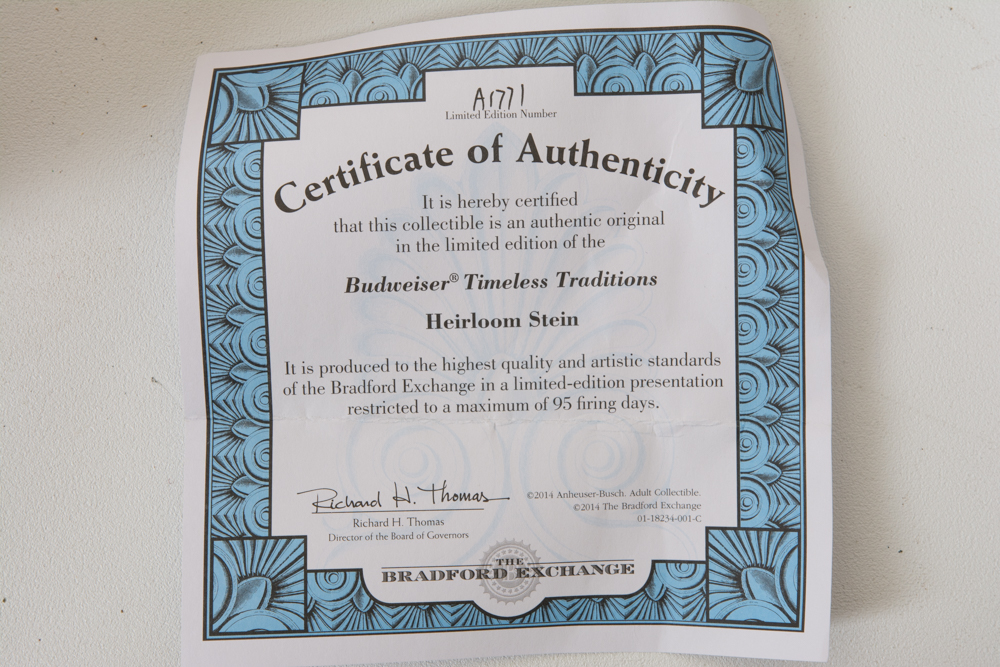 A1771
Limited Edition Number
Certificate of Authenticity
It is hereby certified
that this collectible is an authentic original
in the limited edition of the
Budweiser® Timeless Traditions
Heirloom Stein
It is produced to the highest quality and artistic standards
of the Bradford Exchange in a limited-edition presentation
restricted to a maximum of 95 firing days.
Richard H. Thomas
Richard H. Thomas
Director of the Board of Governors
©2014 Anheuser-Busch. Adult Collectible.
©2014 The Bradford Exchange
01-18234-001-C
THE
BRADFORD EXCHANGE